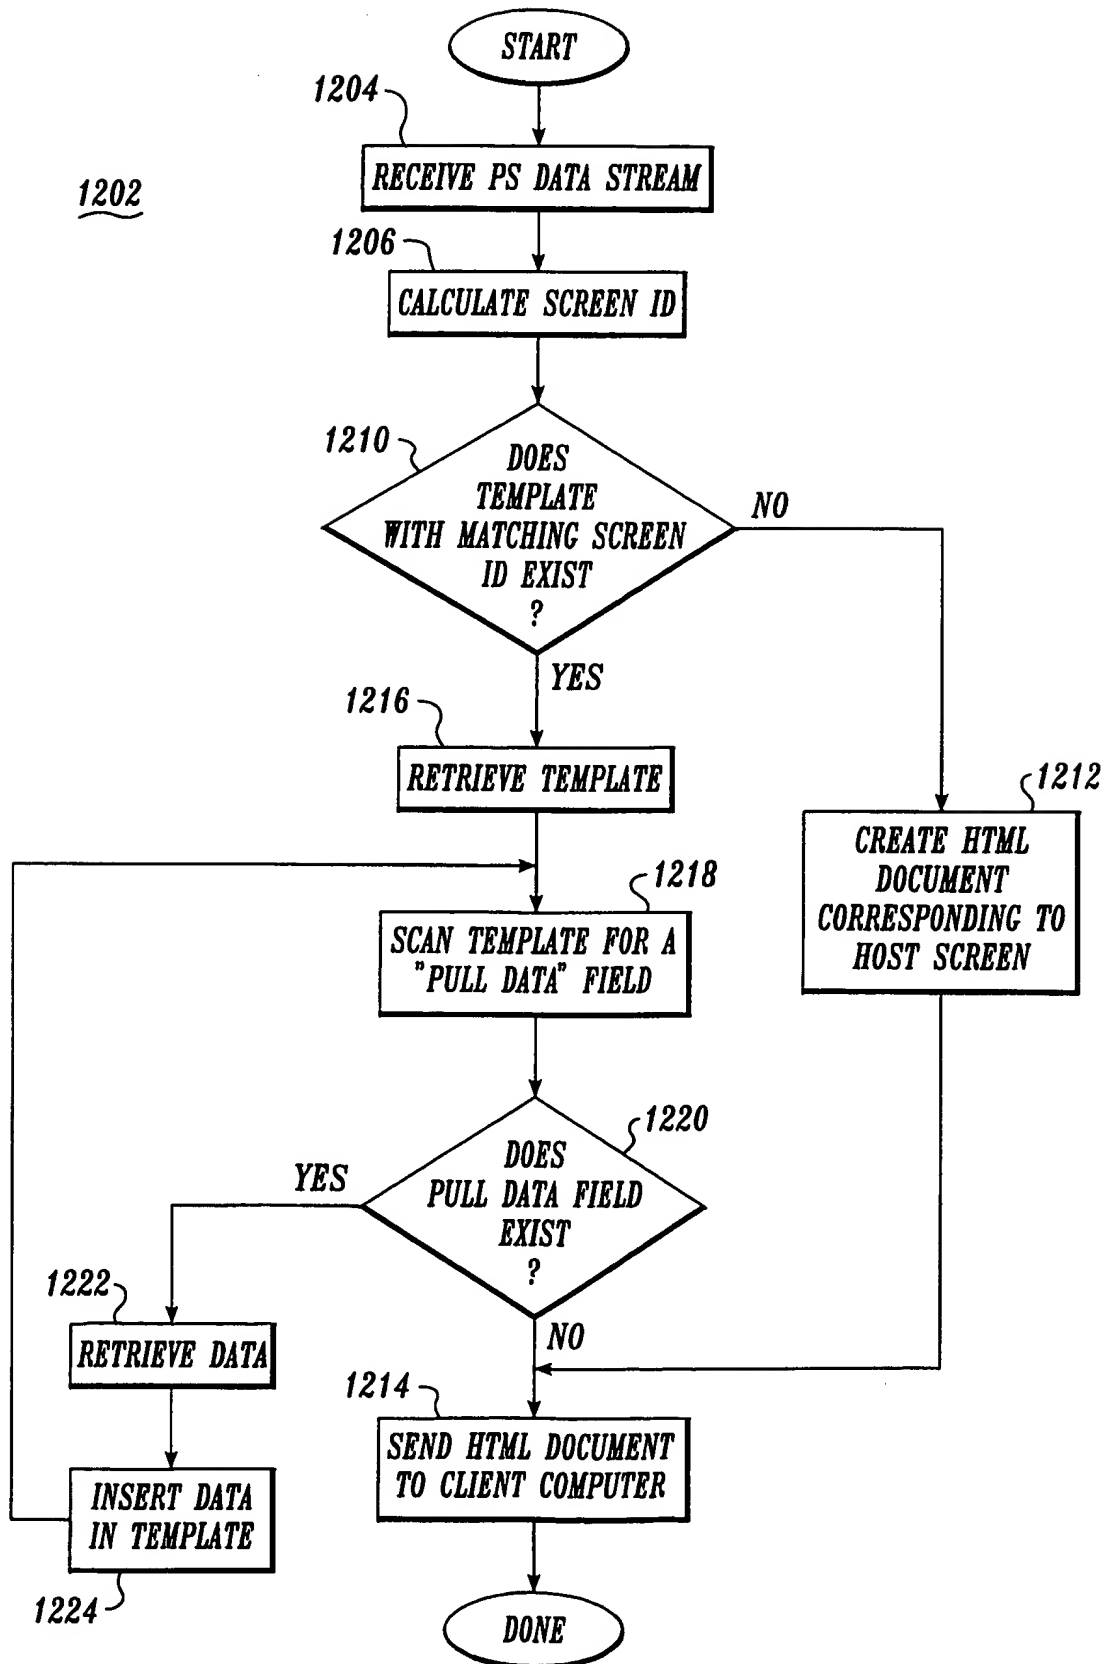 START
1204
RECEIVE PS DATA STREAM
1202
1206
CALCULATE SCREEN ID
1210
DOES
TEMPLATE
WITH MATCHING SCREEN
ID EXIST
?
NO
YES
1216
RETRIEVE TEMPLATE
1212
CREATE HTML
DOCUMENT
CORRESPONDING TO
HOST SCREEN
1218
SCAN TEMPLATE FOR A
"PULL DATA" FIELD
1220
DOES
PULL DATA FIELD
EXIST
?
YES
NO
1222
RETRIEVE DATA
1214
SEND HTML DOCUMENT
TO CLIENT COMPUTER
INSERT DATA
IN TEMPLATE
1224
DONE